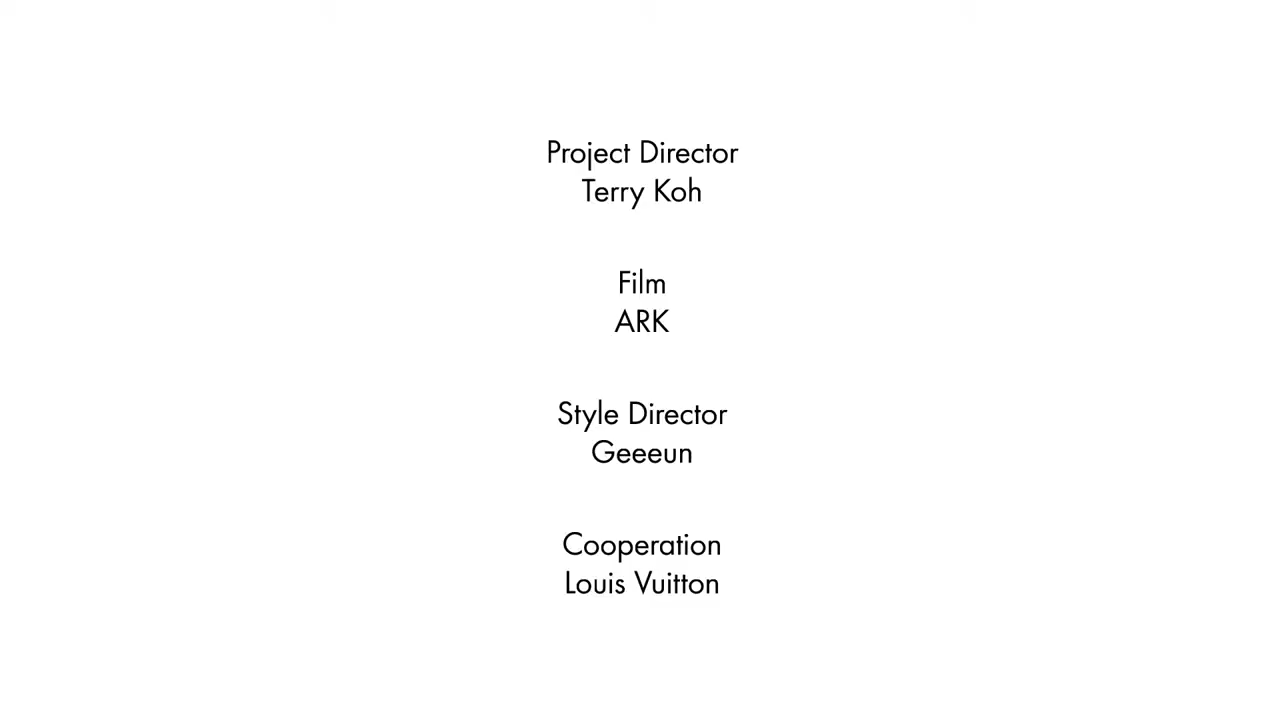 Project Director
Terry Koh
Film
ARK
Style Director
Geeeun
Cooperation
Louis Vuitton